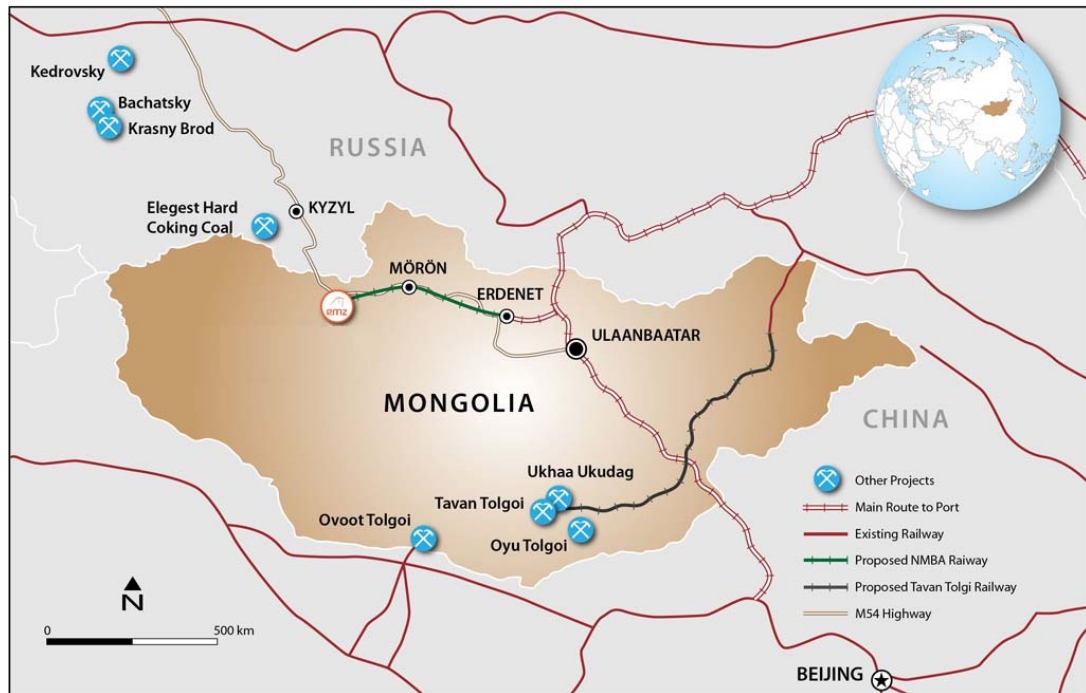 Kedrovsky
Bachatsky
Krasny Brod
RUSSIA
Elegest Hard
Coking Coal
KYZYL
MÖRÖN
ERDENET
ULAANBAATAR
MONGOLIA
CHINA
Ukhaa Ukudag
Tavan Tolgoi
Oyu Tolgoi
Ovoot Tolgoi
Other Projects
Main Route to Port
Existing Railway
Proposed NMBA Raiway
Proposed Tavan Tolgi Railway
M54 Highway
N
0 500 km
BEIJING